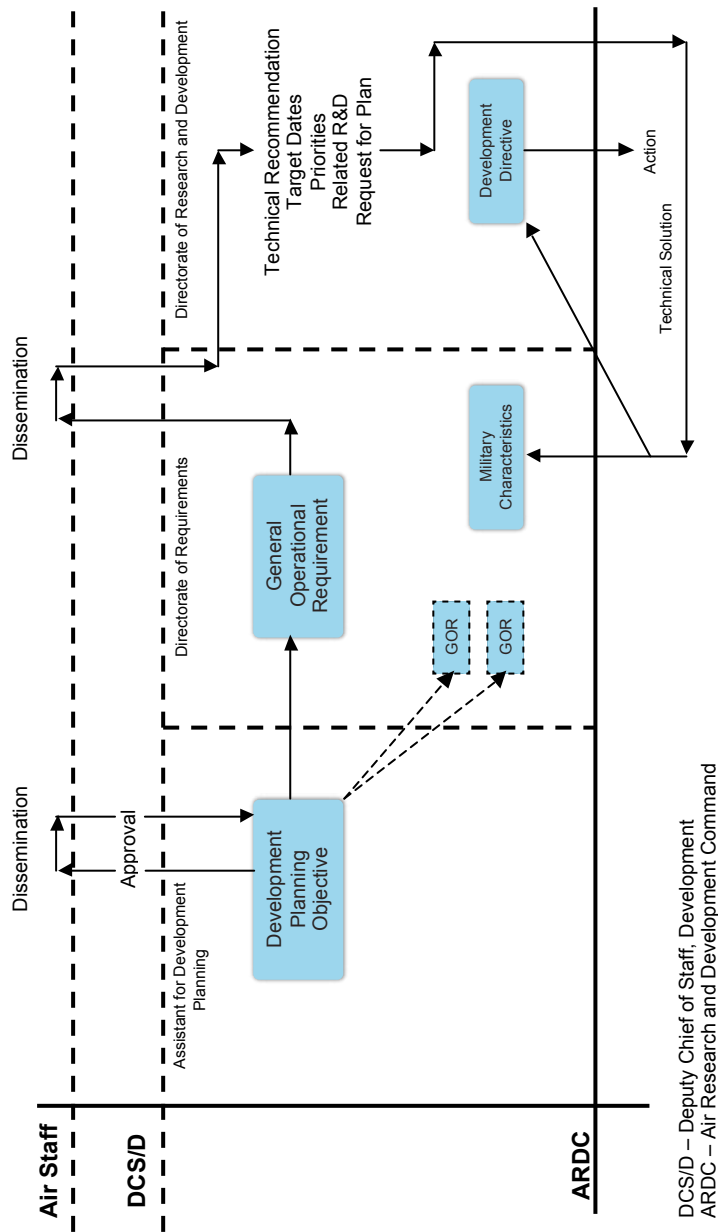 Air Staff
DCS/D
ARDC
Dissemination
Approval
Assistant for Development
Planning
Development
Planning
Objective
Directorate of Requirements
General
Operational
Requirement
GOR
GOR
Military
Characteristics
Dissemination
Directorate of Research and Development
Technical Recommendation
Target Dates
Priorities
Related R&D
Request for Plan
Development
Directive
Action
Technical Solution
DCS/D – Deputy Chief of Staff, Development
ARDC – Air Research and Development Command